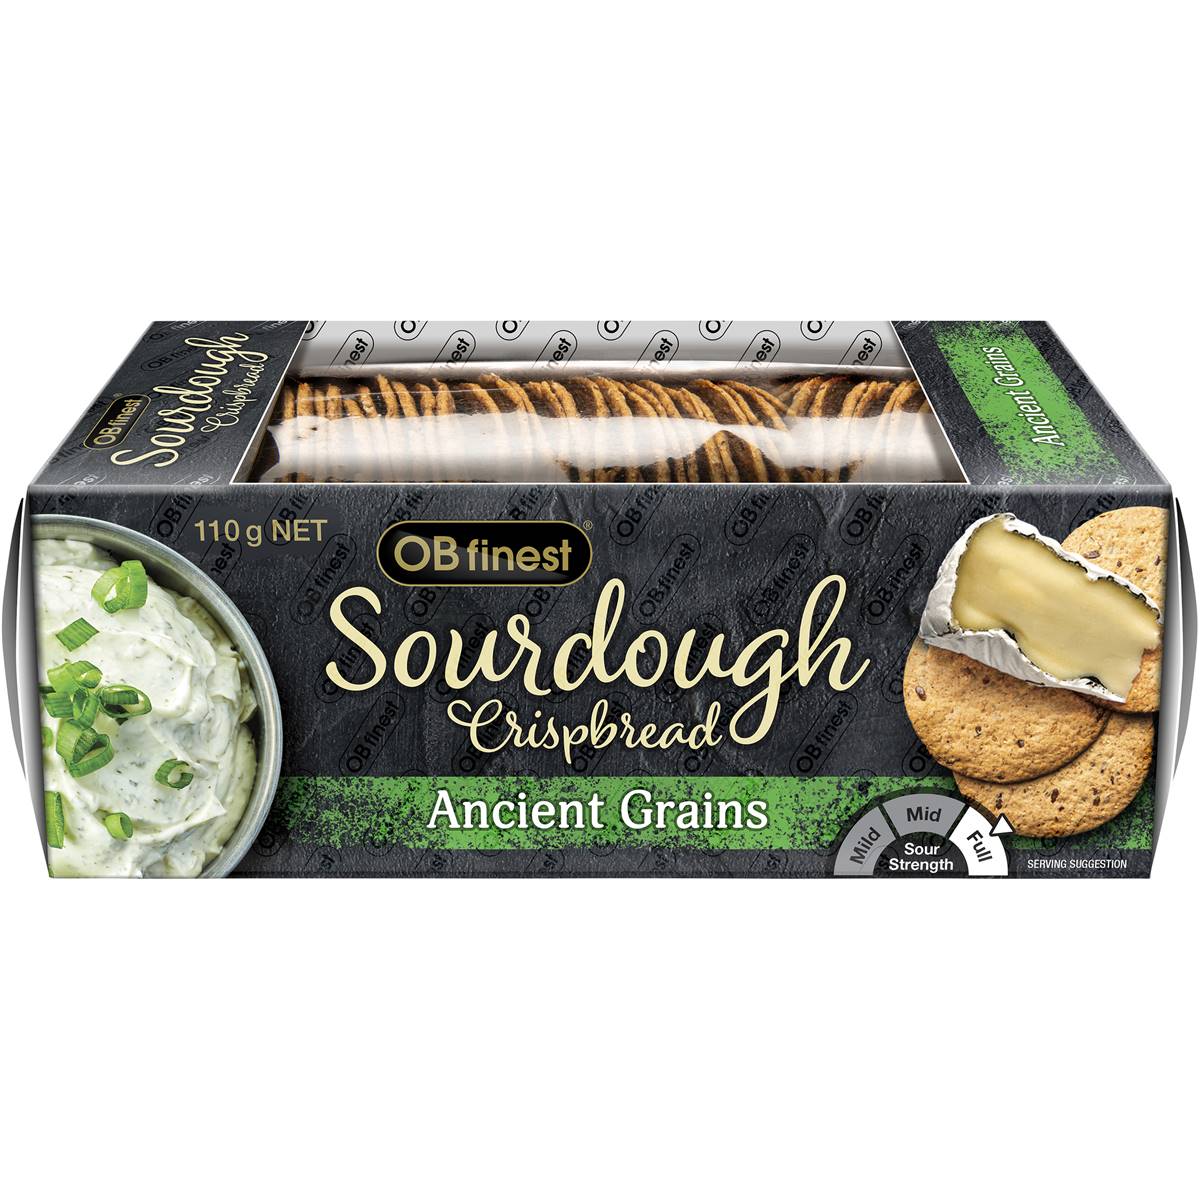 OB finest
Sourdough
Crispbread
Ancient Grains
110 g NET
OB finest®
Sourdough
Crispbread
Ancient Grains
Mild
Mid
Full
Sour
Strength
SERVING SUGGESTION